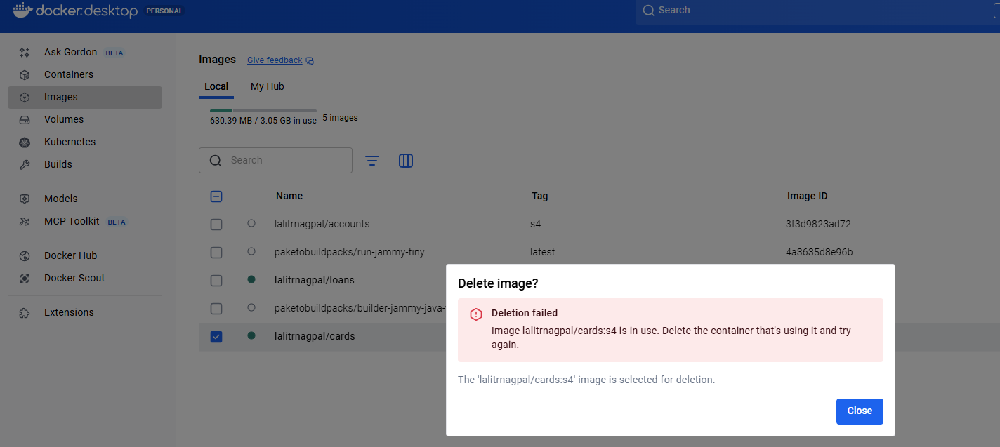 docker.desktop PERSONAL
Search
Ask Gordon BETA
Containers
Images
Volumes
Kubernetes
Builds
Models
MCP Toolkit BETA
Docker Hub
Docker Scout
Extensions
Images Give feedback
Local My Hub
630.39 MB / 3.05 GB in use 5 images
Search
Name Tag Image ID
lalitrnagpal/accounts s4 3f3d9823ad72
paketobuildpacks/run-jammy-tiny latest 4a3635d8e96b
lalitrnagpal/loans
paketobuildpacks/builder-jammy-java-
lalitrnagpal/cards
Delete image?
Deletion failed
Image lalitrnagpal/cards:s4 is in use. Delete the container that's using it and try
again.
The 'lalitrnagpal/cards:s4' image is selected for deletion.
Close